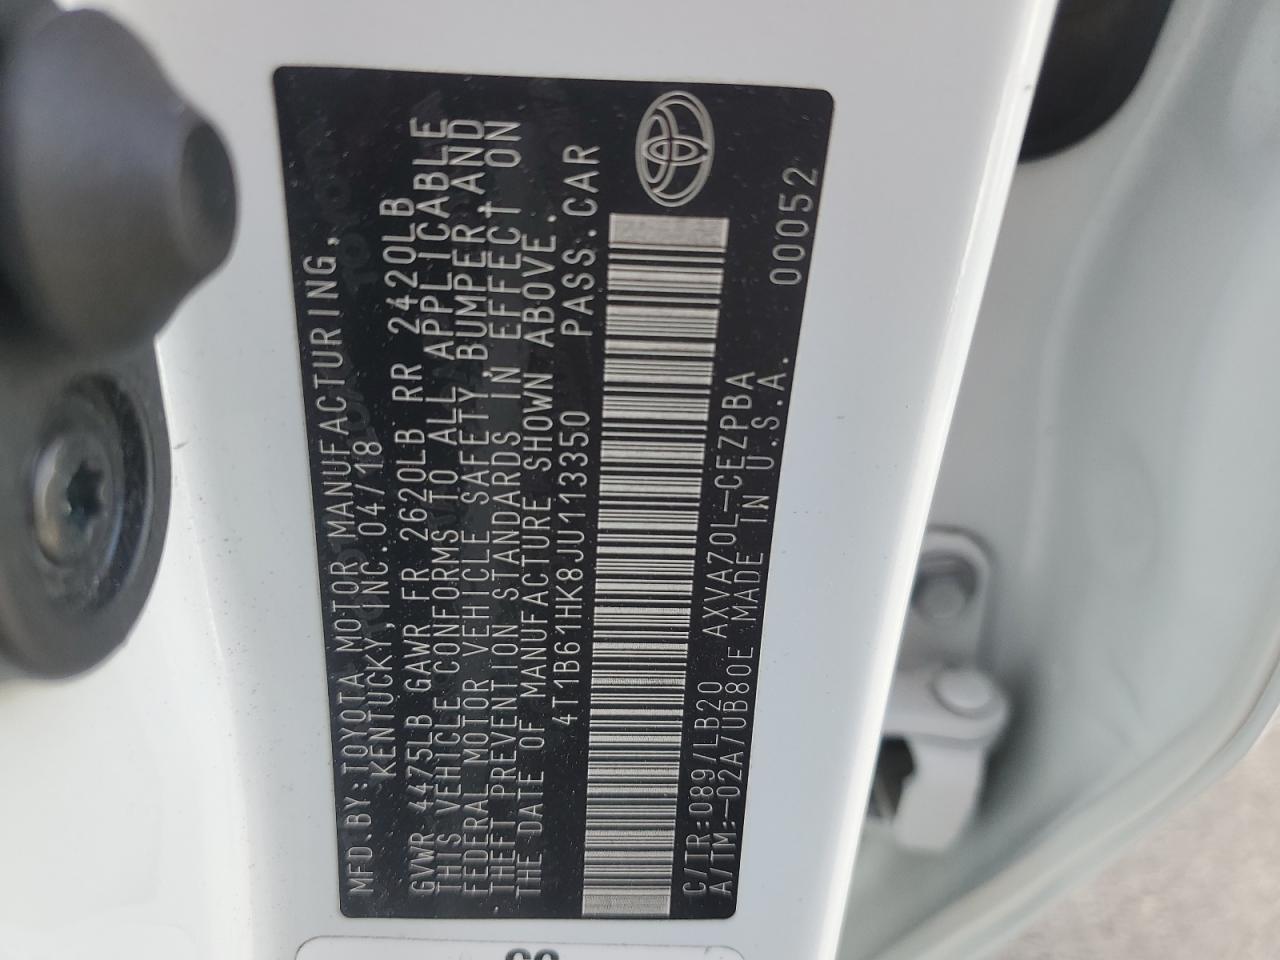 MFD.BY:TOYOTA MOTOR MANUFACTURING,
KENTUCKY,INC.04/18
GVWR 4475LB GAWR FR 2620LB RR 2420LB
THIS VEHICLE CONFORMS TO ALL APPLICABLE
FEDERAL MOTOR VEHICLE SAFETY,BUMPER,AND
THEFT PREVENTION STANDARDS IN EFFECT ON
THE DATE OF MANUFACTURE SHOWN ABOVE.
4T1B61HK8JU113350 PASS.CAR
C/TR:089/LB20 AXVA70L-CEZPBA
A/TM:-02A/UB80E MADE IN U.S.A. 00052